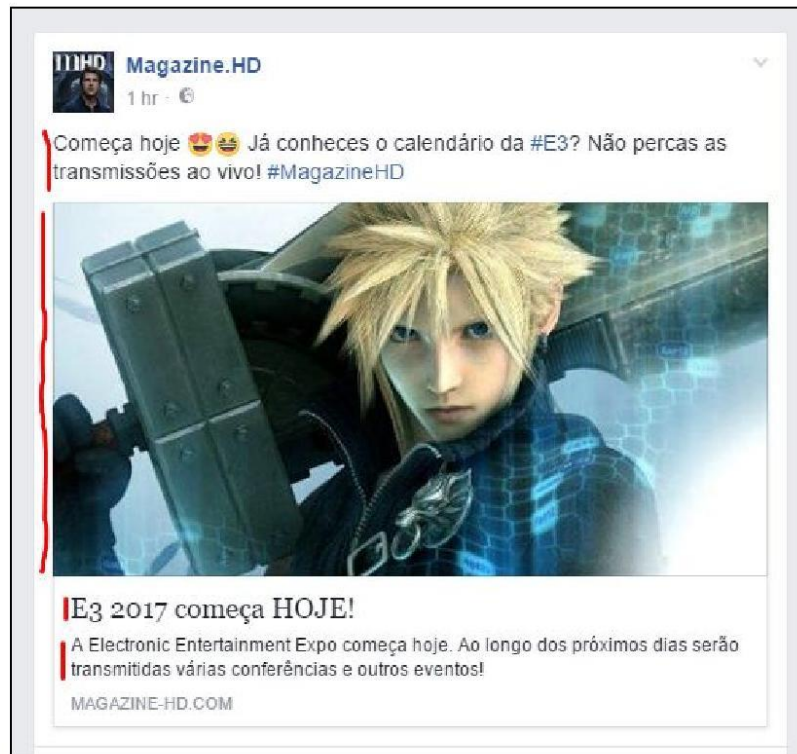 MHD
Magazine.HD
1 hr ·
Começa hoje 😍😆 Já conheces o calendário da #E3? Não percas as
transmissões ao vivo! #MagazineHD
E3 2017 começa HOJE!
A Electronic Entertainment Expo começa hoje. Ao longo dos próximos dias serão
transmitidas várias conferências e outros eventos!
MAGAZINE-HD.COM